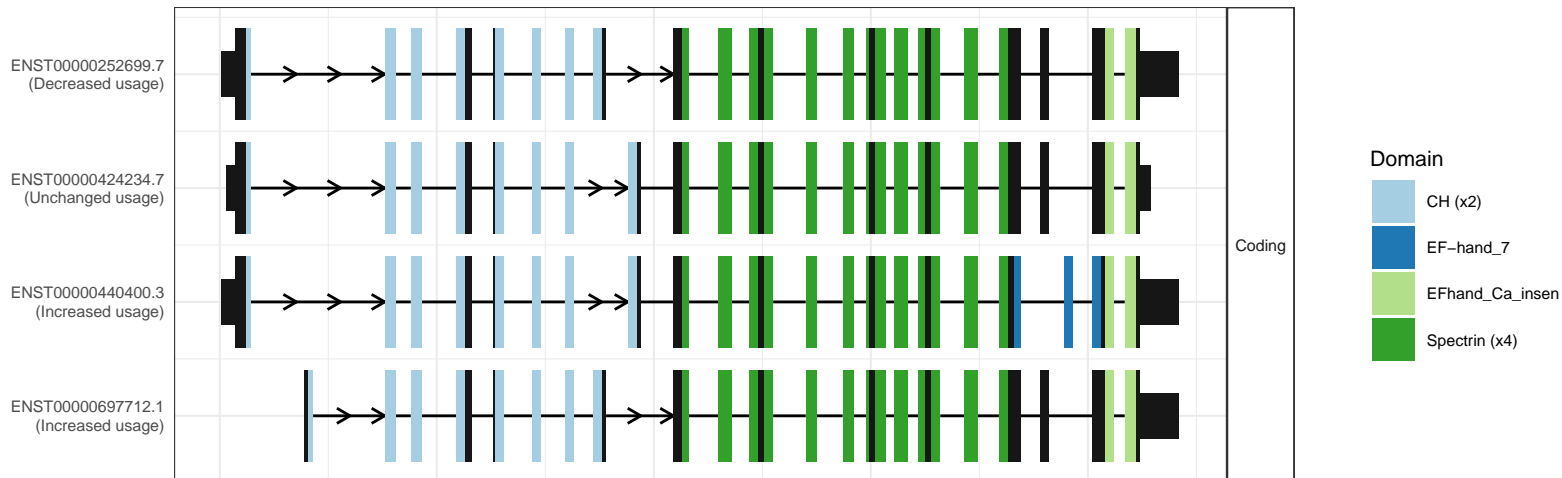 ENST00000252699.7
(Decreased usage)
ENST00000424234.7
(Unchanged usage)
ENST00000440400.3
(Increased usage)
ENST00000697712.1
(Increased usage)
Coding
Domain
CH (x2)
EF−hand_7
EFhand_Ca_insen
Spectrin (x4)